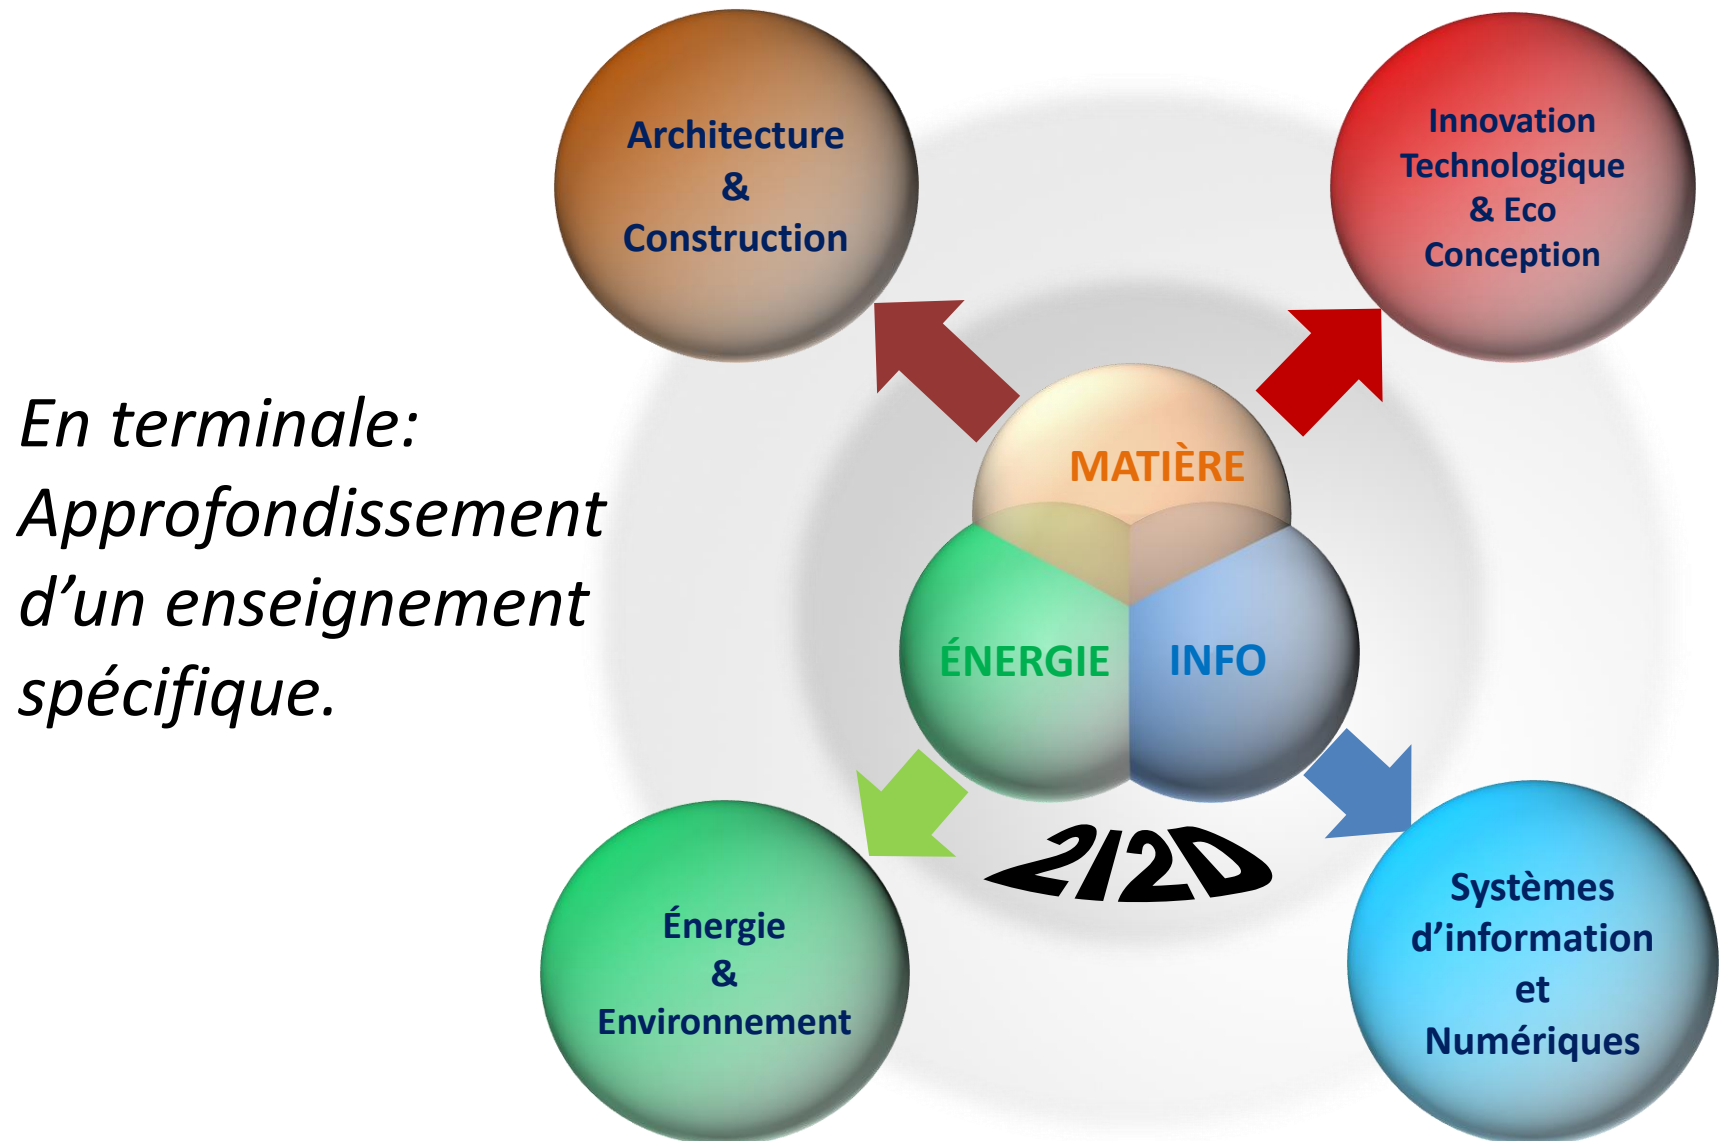 En terminale:
Approfondissement
d’un enseignement
spécifique.
Architecture
&
Construction
Innovation
Technologique
& Eco
Conception
MATIÈRE
ÉNERGIE
INFO
2I2D
Énergie
&
Environnement
Systèmes
d’information
et
Numériques